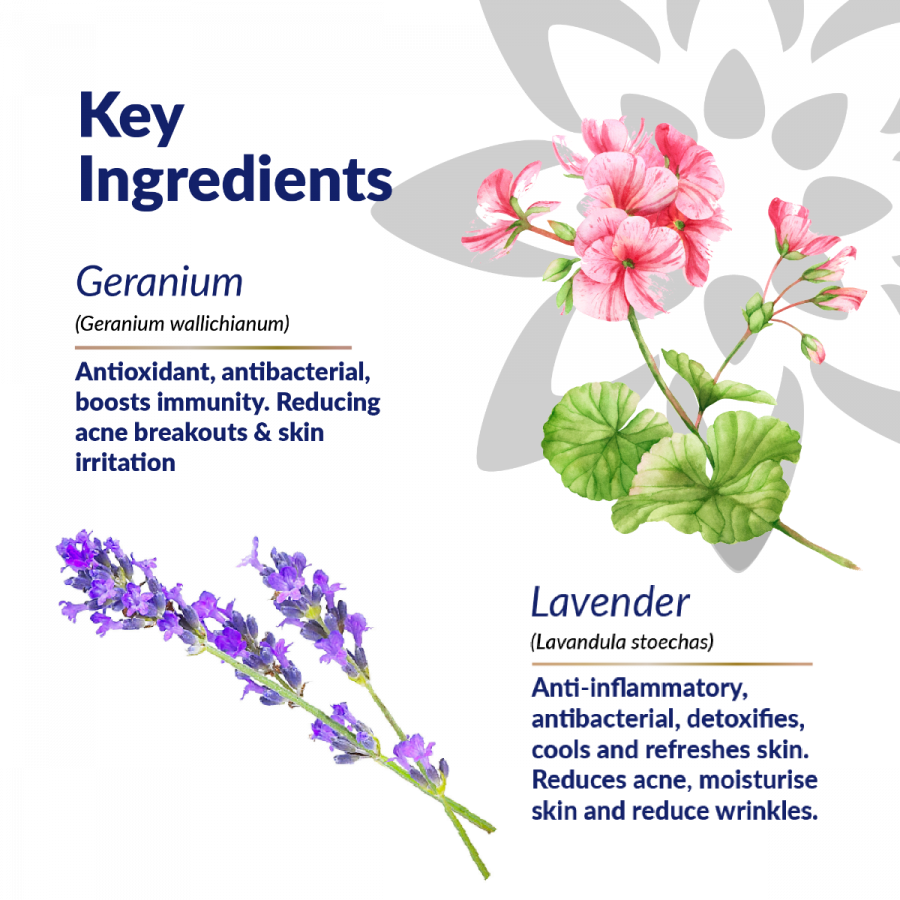 Key
Ingredients
Geranium
(Geranium wallichianum)
Antioxidant, antibacterial,
boosts immunity. Reducing
acne breakouts & skin
irritation
Lavender
(Lavandula stoechas)
Anti-inflammatory,
antibacterial, detoxifies,
cools and refreshes skin.
Reduces acne, moisturise
skin and reduce wrinkles.